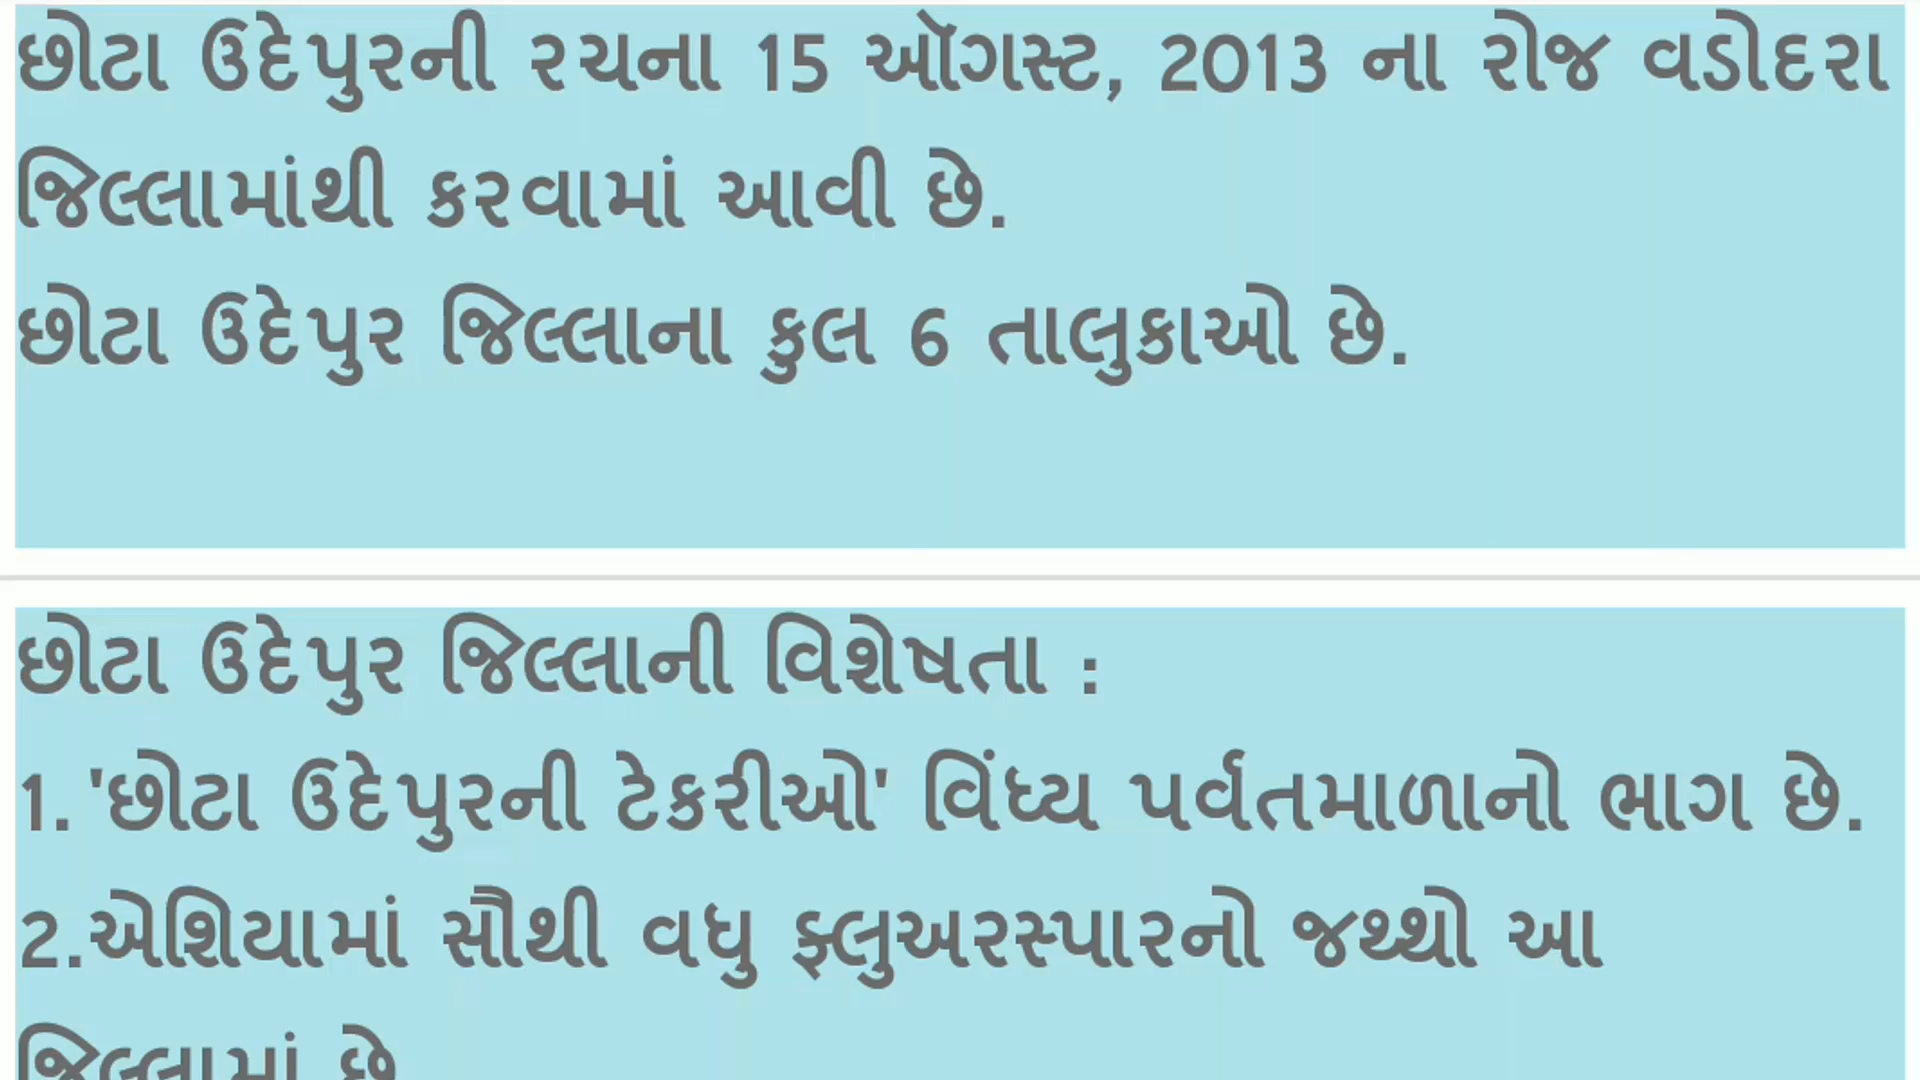 છોટા ઉદેપુરની રચના 15 ઑગસ્ટ, 2013 ના રોજ વડોદરા
જિલ્લામાંથી કરવામાં આવી છે.
છોટા ઉદેપુર જિલ્લાના કુલ 6 તાલુકાઓ છે.
છોટા ઉદેપુર જિલ્લાની વિશેષતા :
1. 'છોટા ઉદેપુરની ટેકરીઓ' વિંધ્ય પર્વતમાળાનો ભાગ છે.
2.એશિયામાં સૌથી વધુ ફ્લુઅરસ્પારનો જથ્થો આ
જિલ્લામાં છે